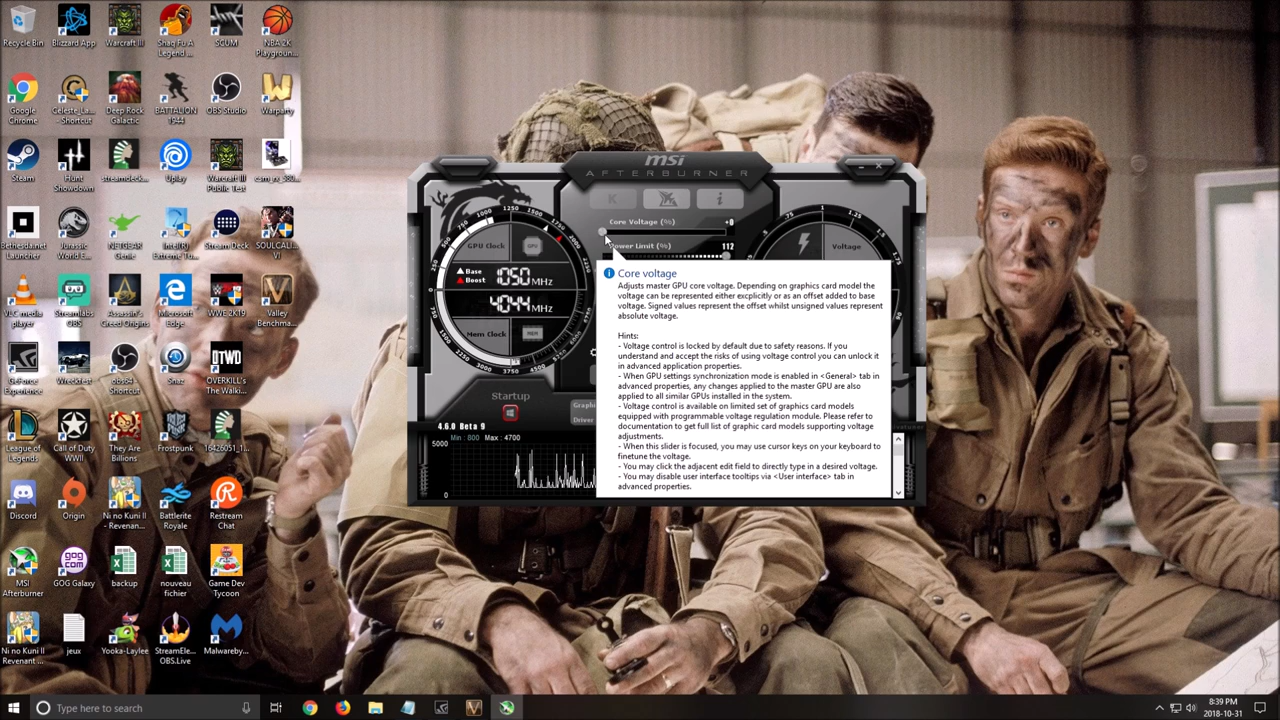 Recycle Bin
Blizzard App
Warcraft III
Shaq Fu A
Legend ...
SCUM
NBA 2K
Playgroun...
Google
Chrome
Celeste_La...
- Shortcut
Deep Rock
Galactic
BATTALION
1944
OBS Studio
Warparty
Steam
Hunt
Showdown
streamdeck...
Uplay
Warcraft III
Public Test
cam_rx_380...
Bethesda.net
Launcher
Jurassic
World E...
NETGEAR
Genie
Intel(R)
Extreme Tu...
Stream Deck
SOULCALI...
VI
VLC media
player
Streamlabs
OBS
Assassin's
Creed Origins
Microsoft
Edge
WWE 2K19
Valley
Benchma...
GeForce
Experience
Wreckfest
obs64
Shortcut
Snaz
OVERKILL's
The Walki...
League of
Legends
Call of Duty
WWII
They Are
Billions
Frostpunk
16426051_1...
Discord
Origin
Ni no Kuni II
- Revenan...
Battlerite
Royale
Restream
Chat
MSI
Afterburner
GOG Galaxy
backup
nouveau
fichier
Game Dev
Tycoon
Ni no Kuni II
Revenant ...
jeux
Yooka-Laylee
StreamEle...
OBS.Live
Malwareby...
msi
AFTERBURNER
K
i
Core Voltage (%)
+0
Power Limit (%)
112
GPU Clock
GPU
Base
Boost
1050 MHz
4044 MHz
Mem Clock
MEM
Voltage
Startup
Graphi
Driver
4.6.0 Beta 9
Min : 800 Max : 4700
5000
0
Core voltage
Adjusts master GPU core voltage. Depending on graphics card model the
voltage can be represented either explicitly or as an offset added to base
voltage. Signed values represent the offset whilst unsigned values represent
absolute voltage.
Hints:
- Voltage control is locked by default due to safety reasons. If you
understand and accept the risks of using voltage control you can unlock it
in advanced application properties.
- When GPU settings synchronization mode is enabled in <General> tab in
advanced properties, any changes applied to the master GPU are also
applied to all similar GPUs installed in the system.
- Voltage control is available on limited set of graphics card models
equipped with programmable voltage regulation module. Please refer to
documentation to get full list of graphic card models supporting voltage
adjustments.
- When this slider is focused, you may use cursor keys on your keyboard to
finetune the voltage.
- You may click the adjacent edit field to directly type in a desired voltage.
- You may disable user interface tooltips via <User interface> tab in
advanced properties.
Type here to search
8:39 PM
2018-10-31